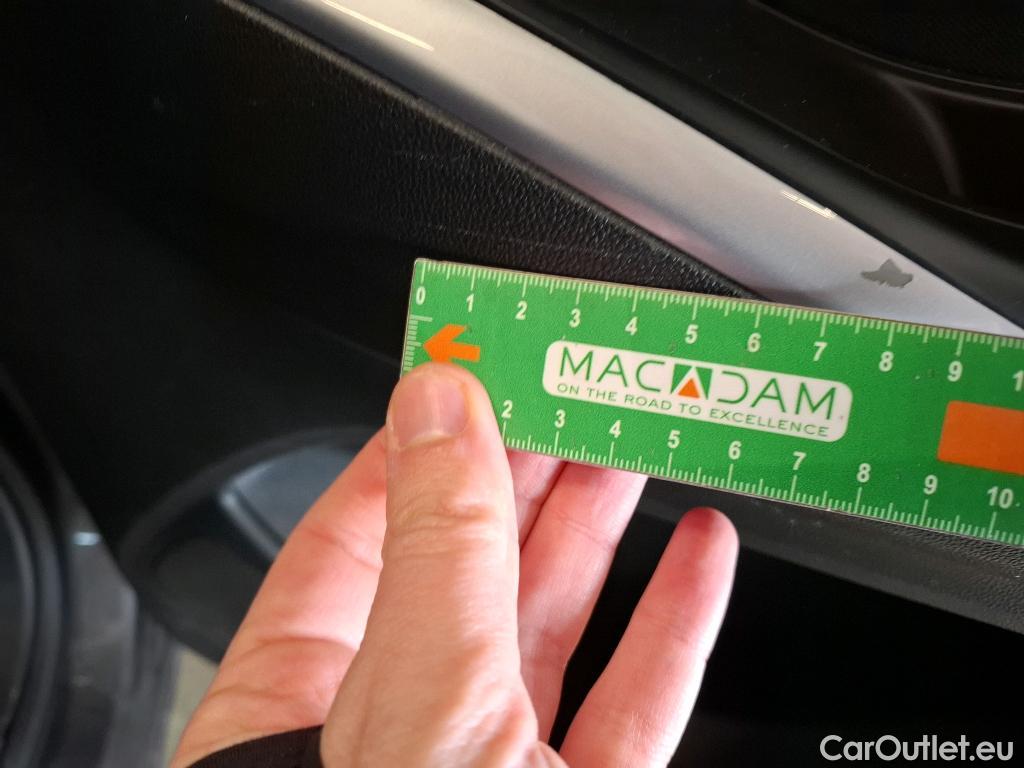 0 1 2 3 4 5 6 7 8 9 1
MACADAM
ON THE ROAD TO EXCELLENCE
2 3 4 5 6 7 8 9 10
CarOutlet.eu